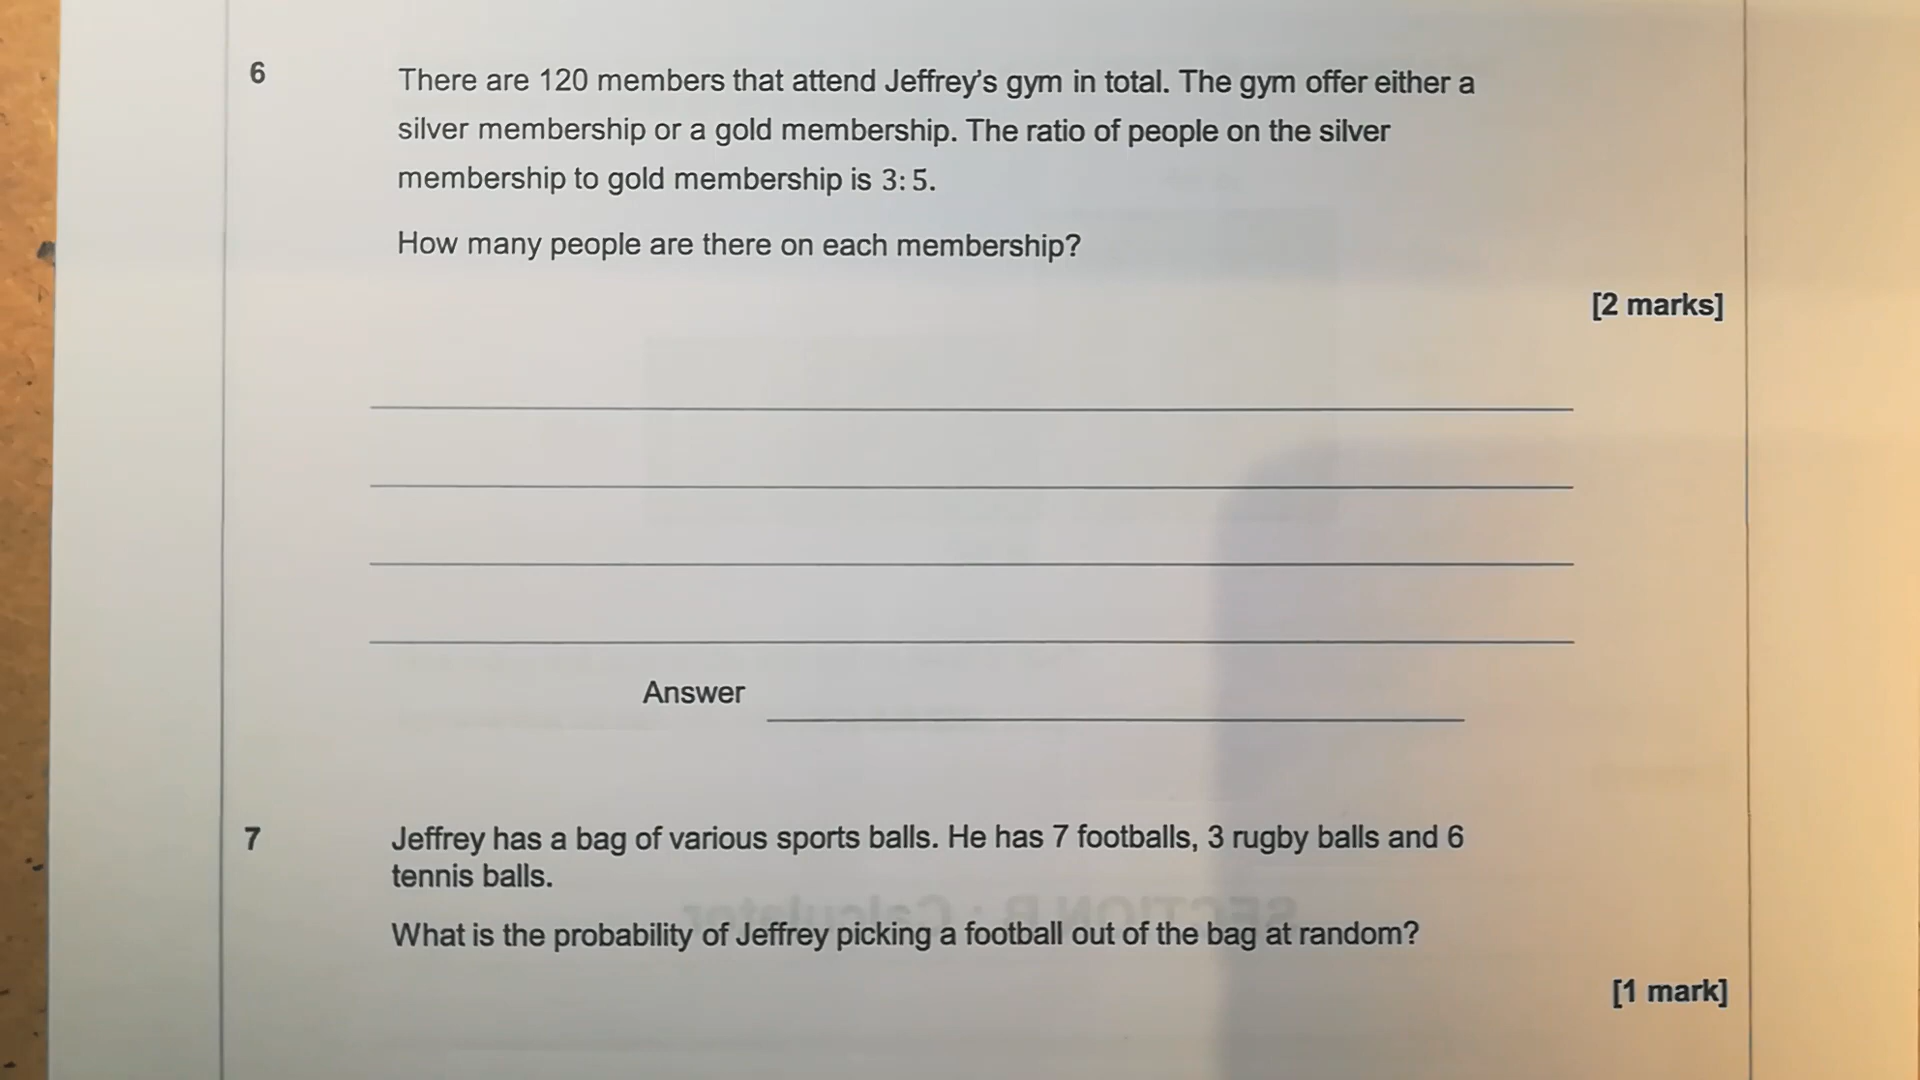 6
There are 120 members that attend Jeffrey's gym in total. The gym offer either a
silver membership or a gold membership. The ratio of people on the silver
membership to gold membership is 3:5.
How many people are there on each membership?
[2 marks]
Answer
7
Jeffrey has a bag of various sports balls. He has 7 footballs, 3 rugby balls and 6
tennis balls.
SECTION B : Calculator
What is the probability of Jeffrey picking a football out of the bag at random?
[1 mark]